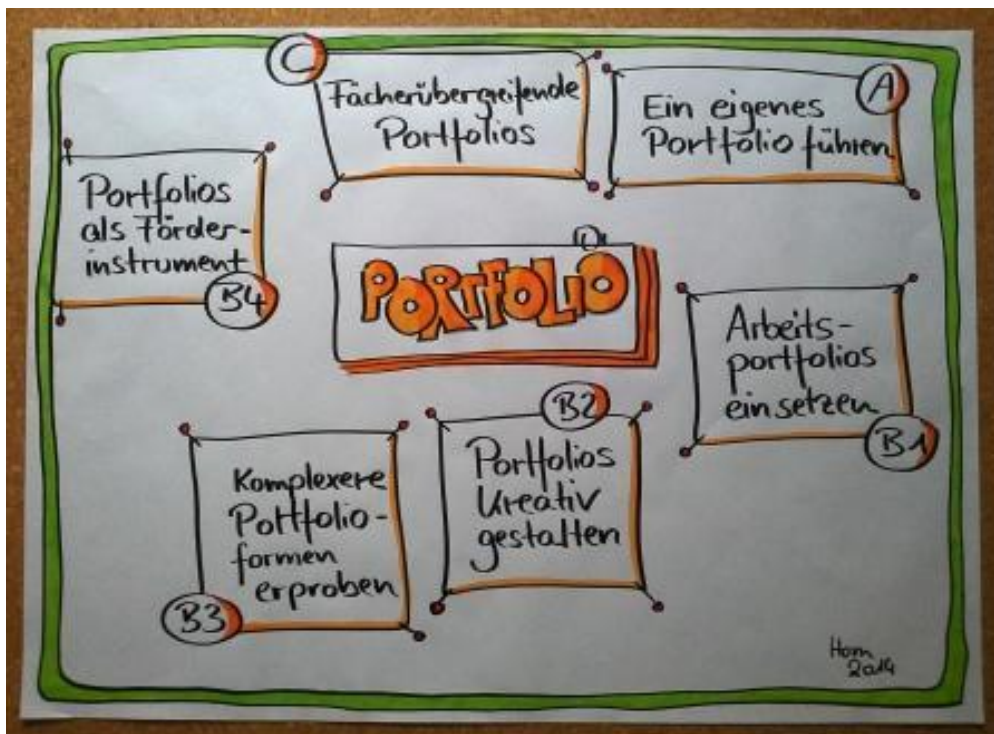 PORTFOLIO
A
Ein eigenes
Portfolio führen
Arbeits-
portfolios
einsetzen
B1
B2
Portfolios
kreativ
gestalten
Komplexere
Portfolio-
formen
erproben
B3
Portfolios
als Förder-
instrument
B4
C
Fächerübergreifende
Portfolios
2014